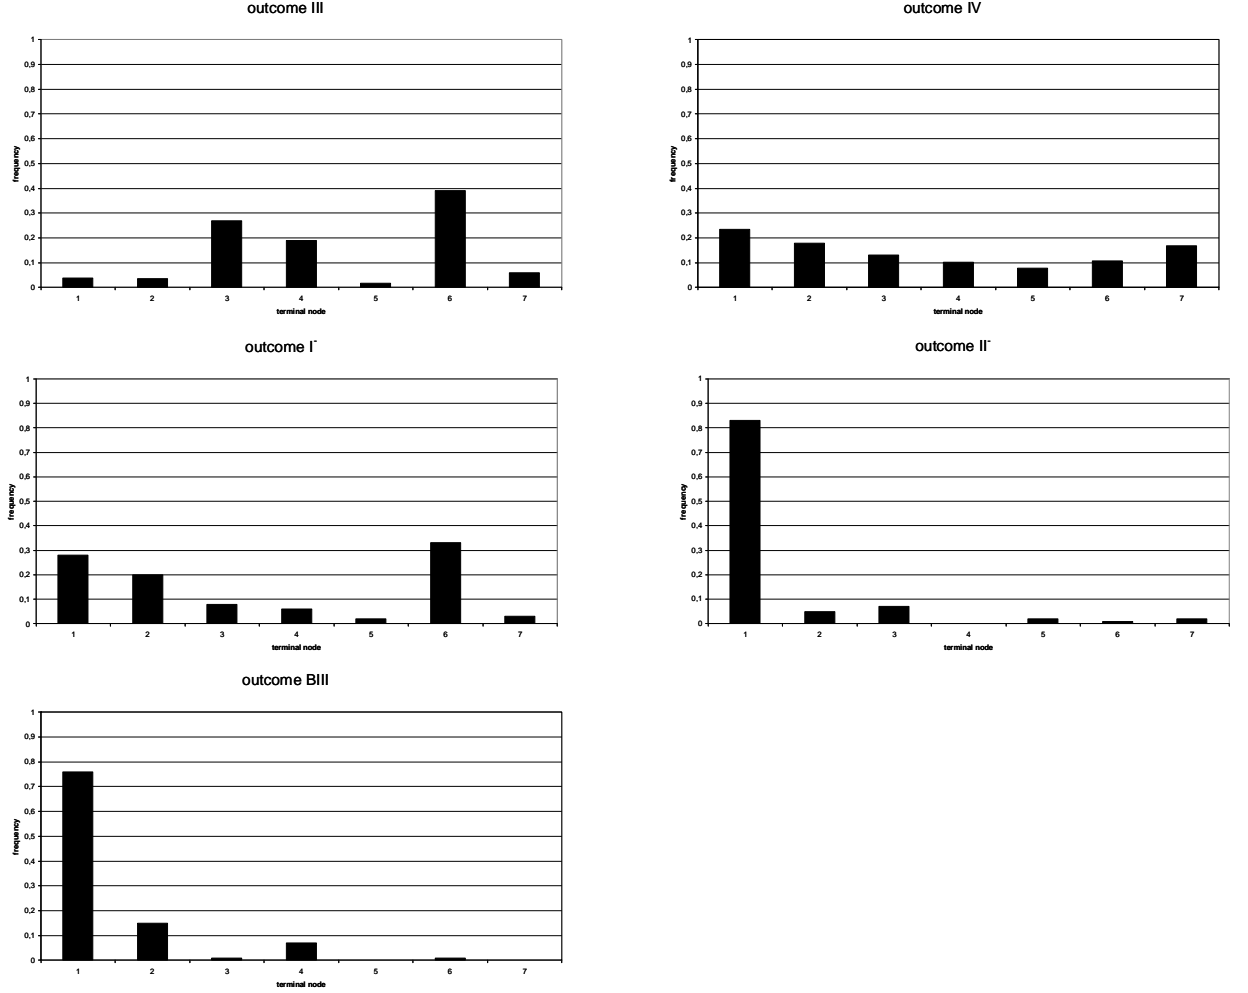 outcome III
1
0,9
0,8
0,7
0,6
0,5
0,4
0,3
0,2
0,1
0
frequency
1 2 3 4 5 6 7
terminal node
outcome IV
1
0,9
0,8
0,7
0,6
0,5
0,4
0,3
0,2
0,1
0
frequency
1 2 3 4 5 6 7
terminal node
outcome I-
1
0,9
0,8
0,7
0,6
0,5
0,4
0,3
0,2
0,1
0
frequency
1 2 3 4 5 6 7
terminal node
outcome II-
1
0,9
0,8
0,7
0,6
0,5
0,4
0,3
0,2
0,1
0
frequency
1 2 3 4 5 6 7
terminal node
outcome BIII
1
0,9
0,8
0,7
0,6
0,5
0,4
0,3
0,2
0,1
0
frequency
1 2 3 4 5 6 7
terminal node